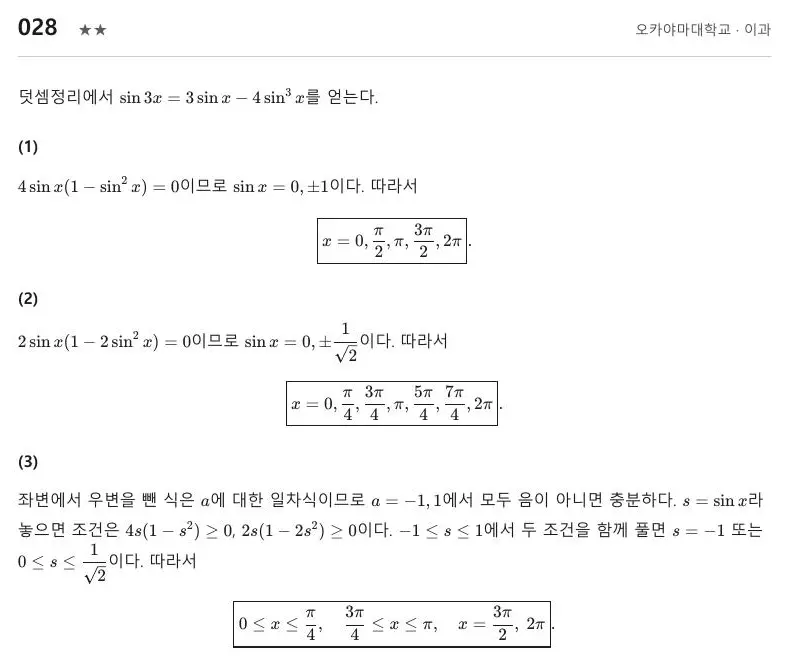 028 ★★ 오카야마대학교 · 이과
덧셈정리에서 sin 3x = 3 sin x − 4 sin³ x를 얻는다.
(1)
4 sin x(1 − sin² x) = 0이므로 sin x = 0, ±1이다. 따라서
x = 0, π/2, π, 3π/2, 2π.
(2)
2 sin x(1 − 2 sin² x) = 0이므로 sin x = 0, ±1/√2이다. 따라서
x = 0, π/4, 3π/4, π, 5π/4, 7π/4, 2π.
(3)
좌변에서 우변을 뺀 식은 a에 대한 일차식이므로 a = −1, 1에서 모두 음이 아니면 충분하다. s = sin x라
놓으면 조건은 4s(1 − s²) ≥ 0, 2s(1 − 2s²) ≥ 0이다. −1 ≤ s ≤ 1에서 두 조건을 함께 풀면 s = −1 또는
0 ≤ s ≤ 1/√2이다. 따라서
0 ≤ x ≤ π/4, 3π/4 ≤ x ≤ π, x = 3π/2, 2π.